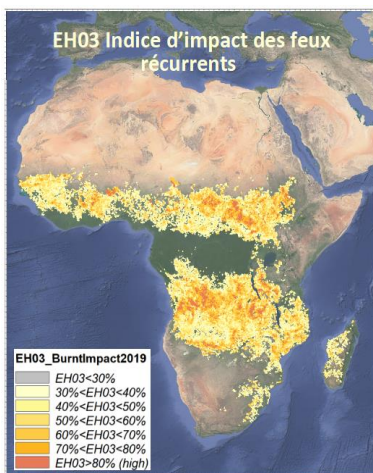 EH03 Indice d'impact des feux
récurrents
EH03_BurntImpact2019
EH03<30%
30%<EH03<40%
40%<EH03<50%
50%<EH03<60%
60%<EH03<70%
70%<EH03<80%
EH03>80% (high)